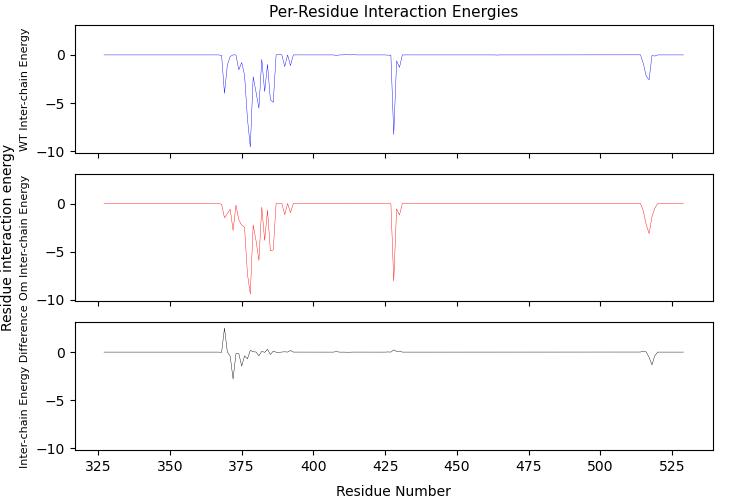 Per-Residue Interaction Energies
Residue interaction energy
WT Inter-chain Energy
0
−5
−10
Om Inter-chain Energy
0
−5
−10
Inter-chain Energy Difference
0
−5
−10
325 350 375 400 425 450 475 500 525
Residue Number